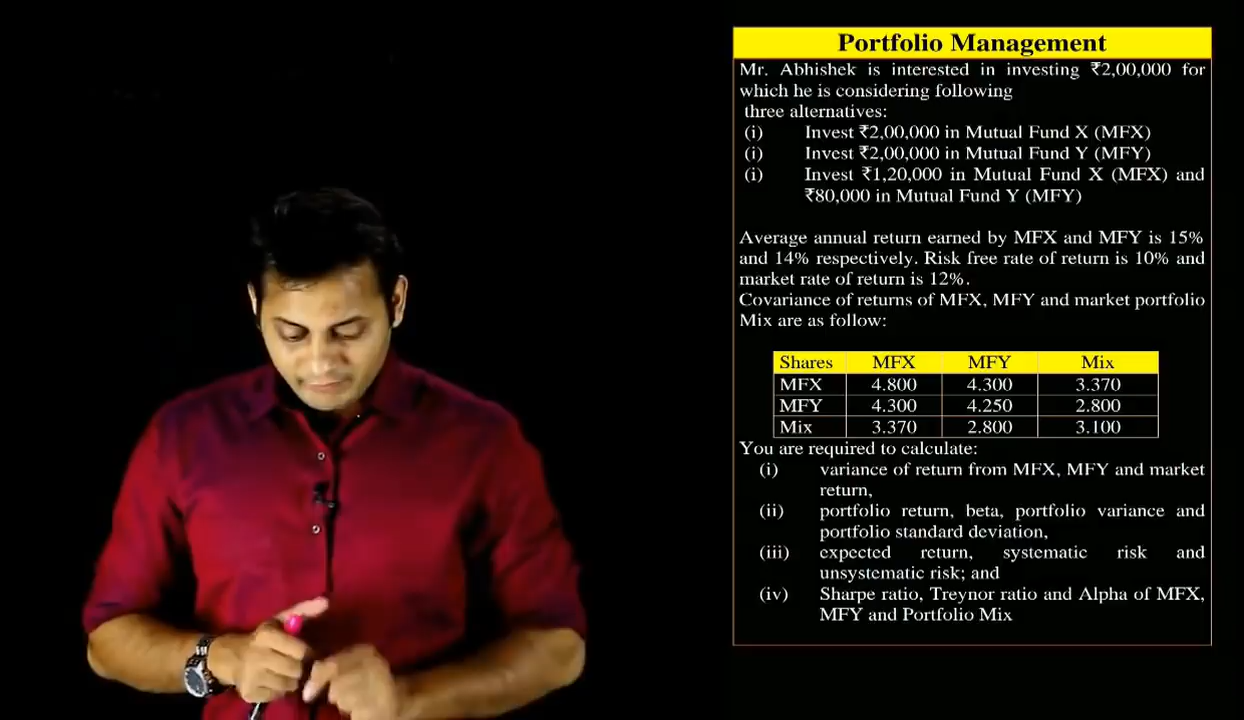 Portfolio Management
Mr. Abhishek is interested in investing ₹2,00,000 for
which he is considering following
three alternatives:
(i) Invest ₹2,00,000 in Mutual Fund X (MFX)
(i) Invest ₹2,00,000 in Mutual Fund Y (MFY)
(i) Invest ₹1,20,000 in Mutual Fund X (MFX) and
₹80,000 in Mutual Fund Y (MFY)
Average annual return earned by MFX and MFY is 15%
and 14% respectively. Risk free rate of return is 10% and
market rate of return is 12%.
Covariance of returns of MFX, MFY and market portfolio
Mix are as follow:
Shares MFX MFY Mix
MFX 4.800 4.300 3.370
MFY 4.300 4.250 2.800
Mix 3.370 2.800 3.100
You are required to calculate:
(i) variance of return from MFX, MFY and market
return,
(ii) portfolio return, beta, portfolio variance and
portfolio standard deviation,
(iii) expected return, systematic risk and
unsystematic risk; and
(iv) Sharpe ratio, Treynor ratio and Alpha of MFX,
MFY and Portfolio Mix